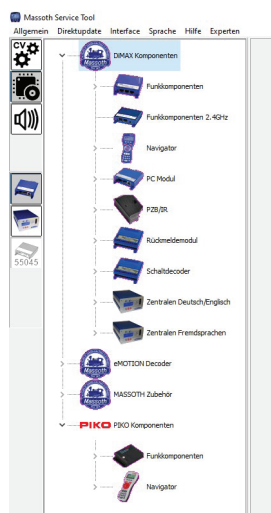 Massoth Service Tool
Allgemein Direktupdate Interface Sprache Hilfe Experten
CV
DiMAX Komponenten
Funkkomponenten
Funkkomponenten 2.4GHz
Navigator
PC Modul
PZB/IR
Rückmeldemodul
Schaltdecoder
Zentralen Deutsch/Englisch
Zentralen Fremdsprachen
55045
eMOTION Decoder
MASSOTH Zubehör
PIKO PIKO Komponenten
Funkkomponenten
Navigator